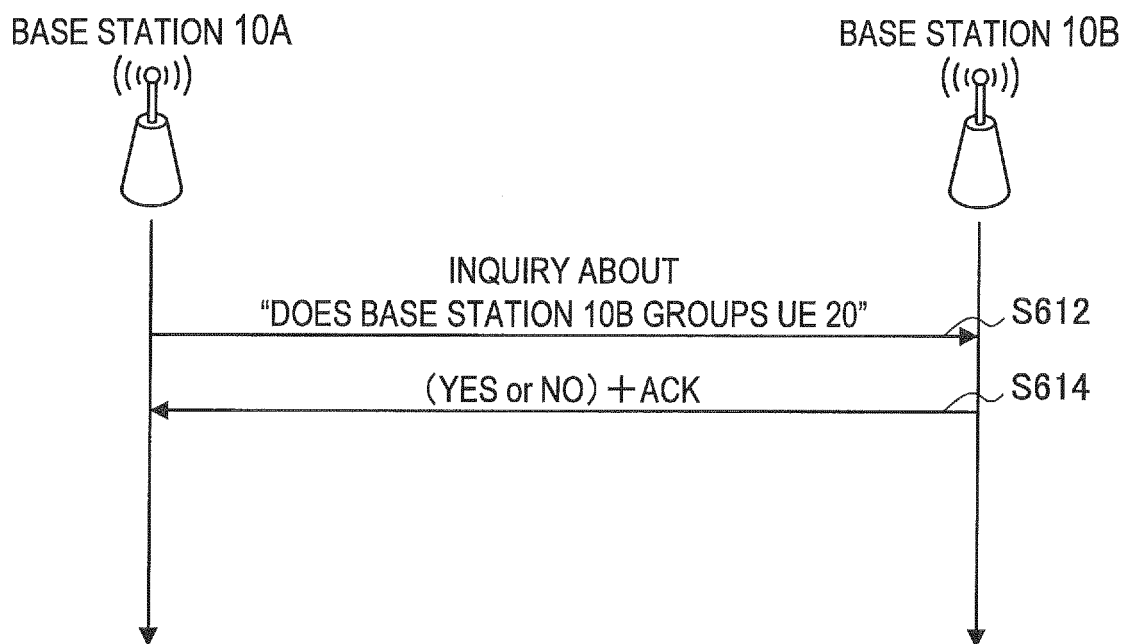 BASE STATION 10A
BASE STATION 10B
INQUIRY ABOUT
“DOES BASE STATION 10B GROUPS UE 20”
S612
(YES or NO)+ACK
S614